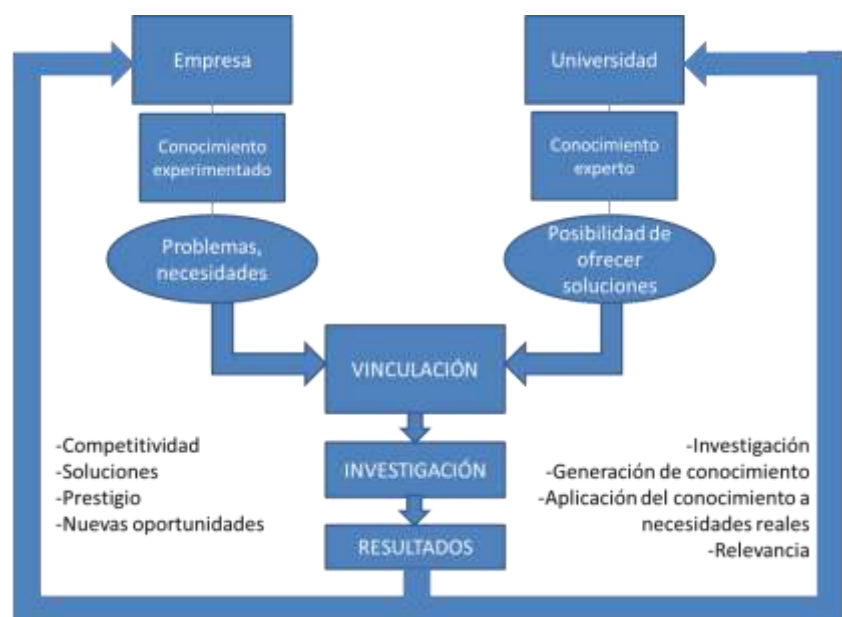 Empresa
Universidad
Conocimiento
experimentado
Conocimiento
experto
Problemas,
necesidades
Posibilidad de
ofrecer
soluciones
VINCULACIÓN
INVESTIGACIÓN
RESULTADOS
-Competitividad
-Soluciones
-Prestigio
-Nuevas oportunidades
-Investigación
-Generación de conocimiento
-Aplicación del conocimiento a
necesidades reales
-Relevancia